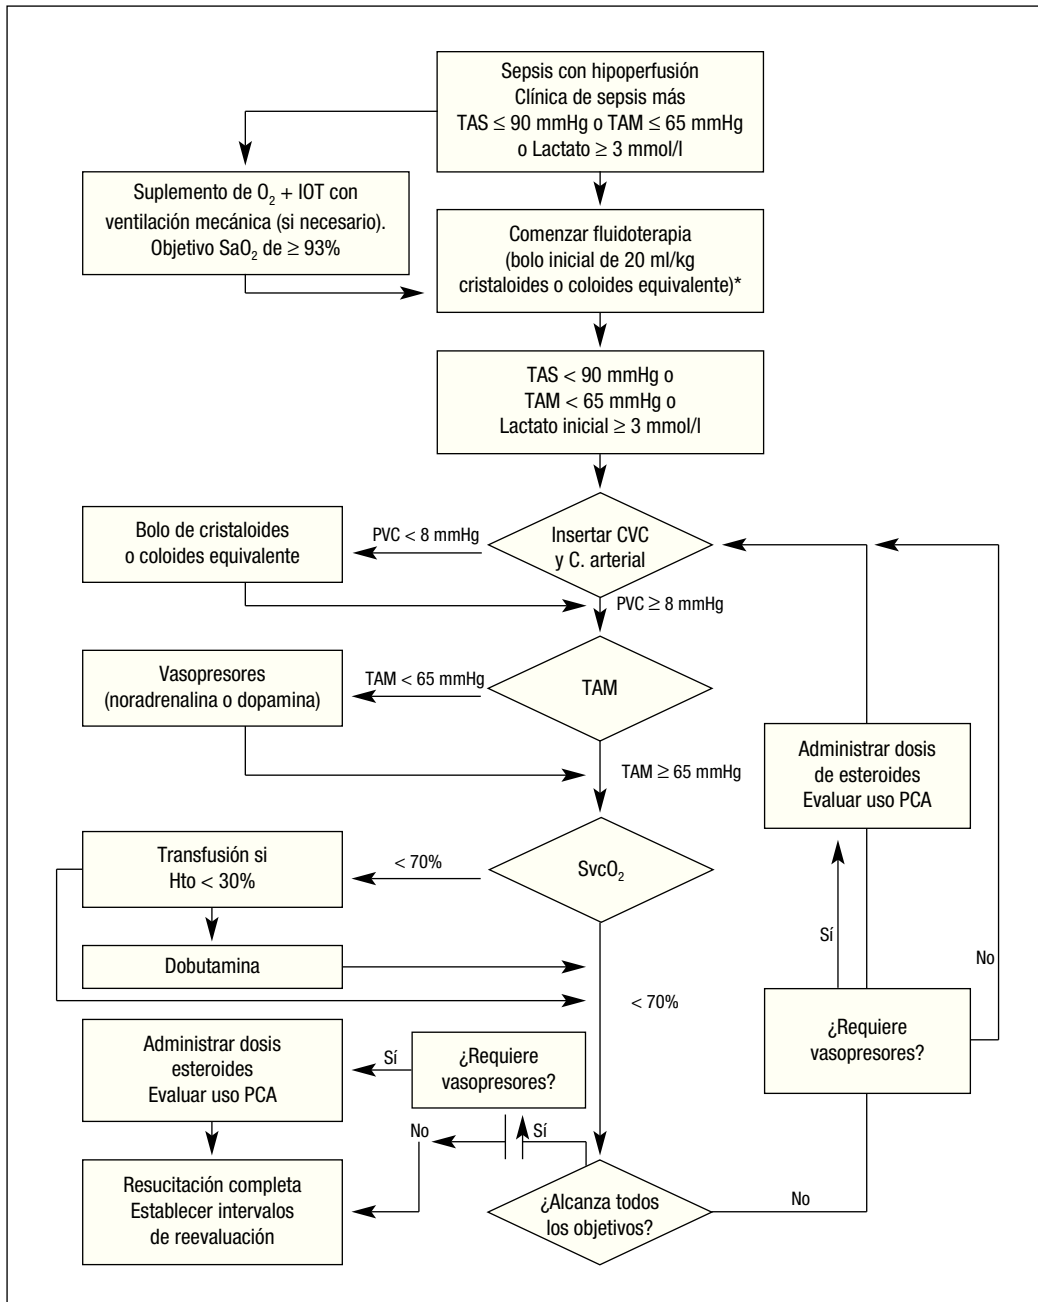 Sepsis con hipoperfusión
Clínica de sepsis más
TAS ≤ 90 mmHg o TAM ≤ 65 mmHg
o Lactato ≥ 3 mmol/l
Suplemento de O₂ + IOT con
ventilación mecánica (si necesario).
Objetivo SaO₂ de ≥ 93%
Comenzar fluidoterapia
(bolo inicial de 20 ml/kg
cristaloides o coloides equivalente)*
TAS < 90 mmHg o
TAM < 65 mmHg o
Lactato inicial ≥ 3 mmol/l
Bolo de cristaloides
o coloides equivalente
PVC < 8 mmHg
Insertar CVC
y C. arterial
PVC ≥ 8 mmHg
Vasopresores
(noradrenalina o dopamina)
TAM < 65 mmHg
TAM
TAM ≥ 65 mmHg
Administrar dosis
de esteroides
Evaluar uso PCA
Transfusión si
Hto < 30%
< 70%
SvcO₂
Sí
No
Dobutamina
< 70%
¿Requiere
vasopresores?
Administrar dosis
esteroides
Evaluar uso PCA
Sí
¿Requiere
vasopresores?
No
Sí
Resucitación completa
Establecer intervalos
de reevaluación
¿Alcanza todos
los objetivos?
No